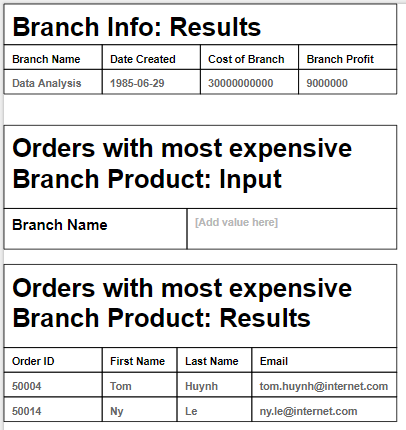 Branch Info: Results
Branch Name Date Created Cost of Branch Branch Profit
Data Analysis 1985-06-29 30000000000 9000000
Orders with most expensive
Branch Product: Input
Branch Name [Add value here]
Orders with most expensive
Branch Product: Results
Order ID First Name Last Name Email
50004 Tom Huynh tom.huynh@internet.com
50014 Ny Le ny.le@internet.com